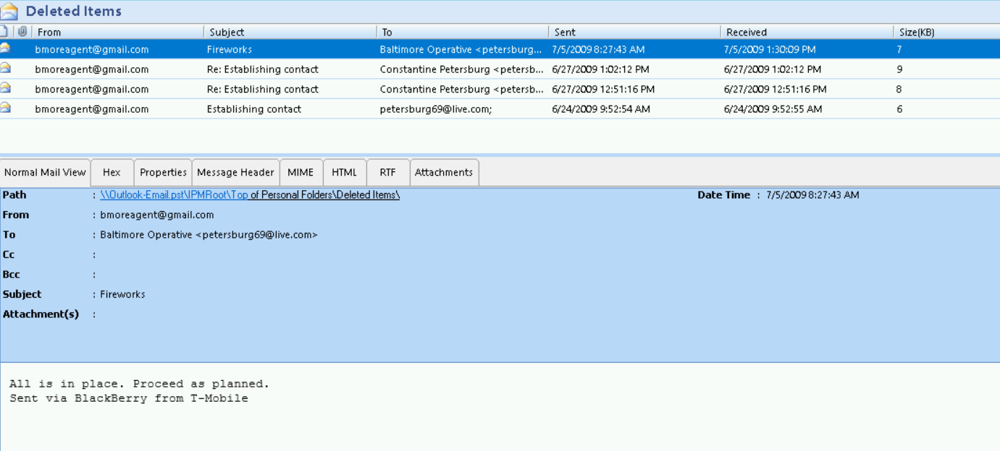 Deleted Items
From Subject To Sent Received Size(KB)
bmoreagent@gmail.com Fireworks Baltimore Operative <petersburg... 7/5/2009 8:27:43 AM 7/5/2009 1:30:09 PM 7
bmoreagent@gmail.com Re: Establishing contact Constantine Petersburg <petersb... 6/27/2009 1:02:12 PM 6/27/2009 1:02:12 PM 9
bmoreagent@gmail.com Re: Establishing contact Constantine Petersburg <petersb... 6/27/2009 12:51:16 PM 6/27/2009 12:51:16 PM 8
bmoreagent@gmail.com Establishing contact petersburg69@live.com; 6/24/2009 9:52:54 AM 6/24/2009 9:52:55 AM 6
Normal Mail View Hex Properties Message Header MIME HTML RTF Attachments
Path : \\Outlook-Email.pst\IPMRoot\Top of Personal Folders\Deleted Items\ Date Time : 7/5/2009 8:27:43 AM
From : bmoreagent@gmail.com
To : Baltimore Operative <petersburg69@live.com>
Cc :
Bcc :
Subject : Fireworks
Attachment(s) :
All is in place. Proceed as planned.
Sent via BlackBerry from T-Mobile